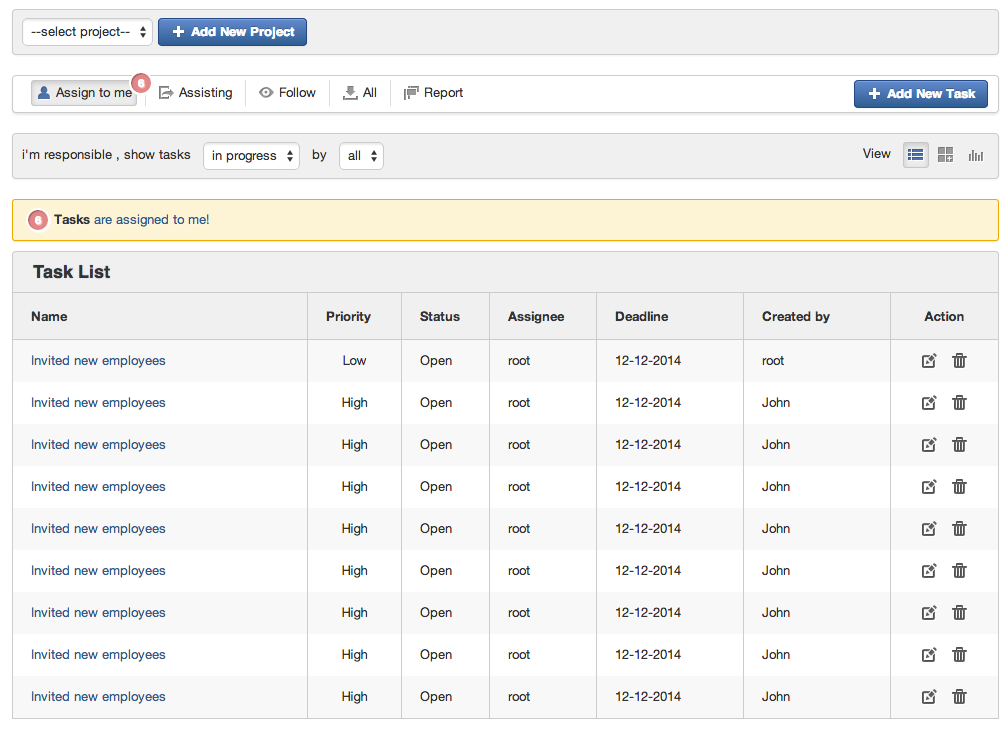 --select project-- Add New Project
Assign to me 6 Assisting Follow All Report Add New Task
i'm responsible , show tasks in progress by all View
6 Tasks are assigned to me!
Task List
Name Priority Status Assignee Deadline Created by Action
Invited new employees Low Open root 12-12-2014 root
Invited new employees High Open root 12-12-2014 John
Invited new employees High Open root 12-12-2014 John
Invited new employees High Open root 12-12-2014 John
Invited new employees High Open root 12-12-2014 John
Invited new employees High Open root 12-12-2014 John
Invited new employees High Open root 12-12-2014 John
Invited new employees High Open root 12-12-2014 John
Invited new employees High Open root 12-12-2014 John